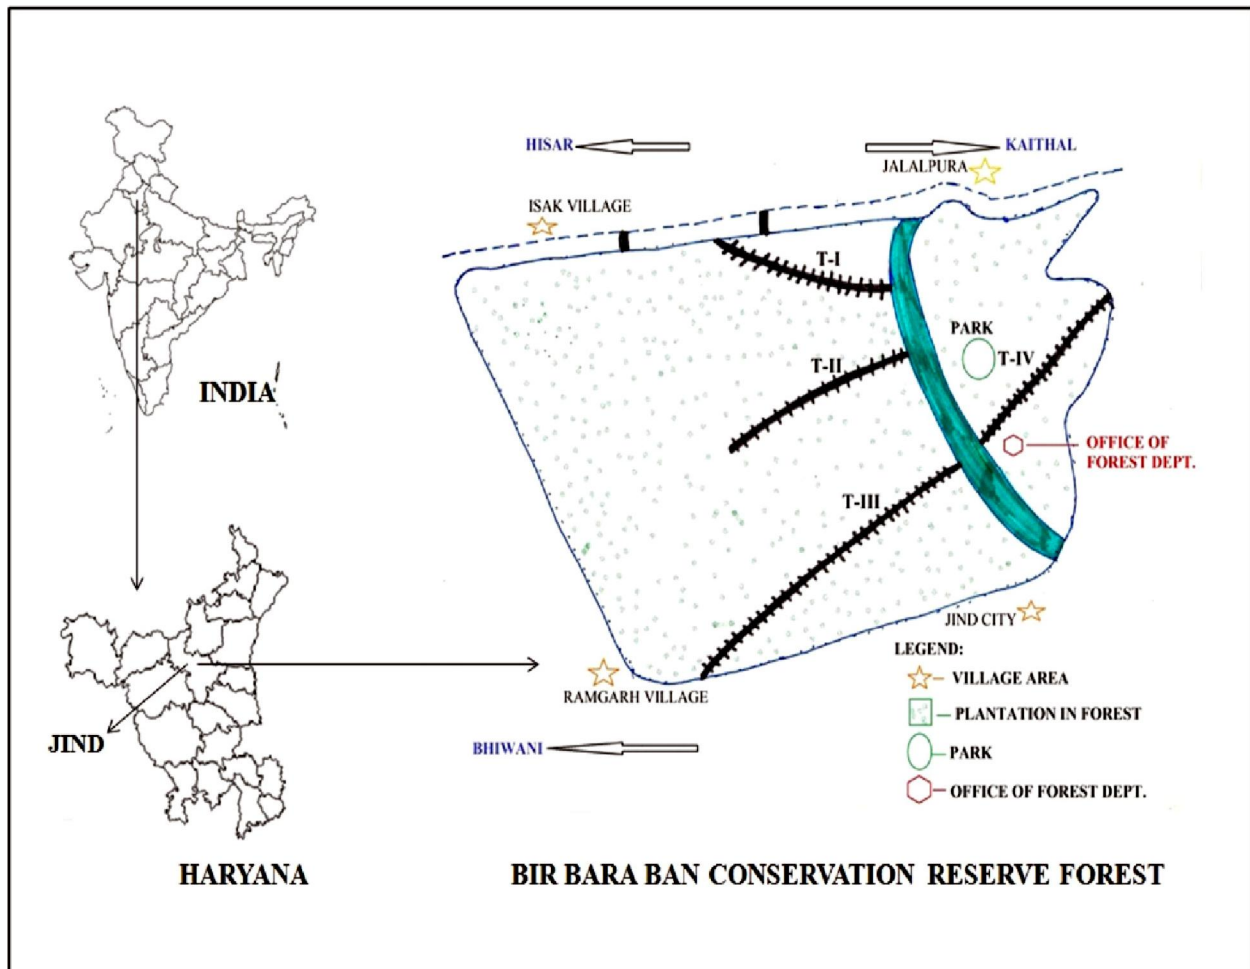 HISAR
KAITHAL
JALALPURA
ISAK VILLAGE
T-I
PARK
T-II
T-IV
INDIA
OFFICE OF
FOREST DEPT.
T-III
JIND CITY
LEGEND:
VILLAGE AREA
RAMGARH VILLAGE
PLANTATION IN FOREST
JIND
BHIWANI
PARK
OFFICE OF FOREST DEPT.
HARYANA
BIR BARA BAN CONSERVATION RESERVE FOREST